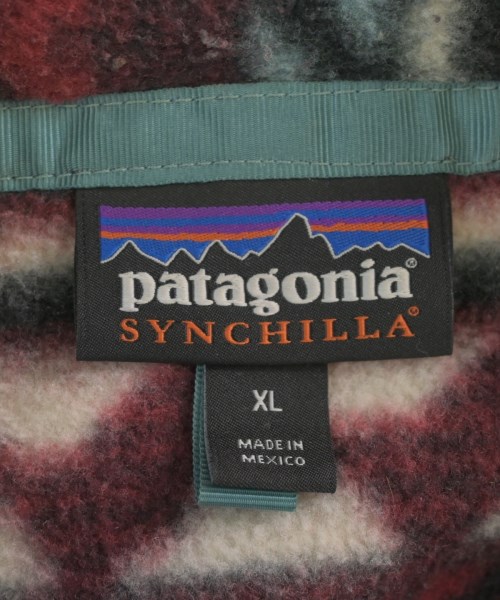 patagonia®
SYNCHILLA®
XL
MADE IN
MEXICO